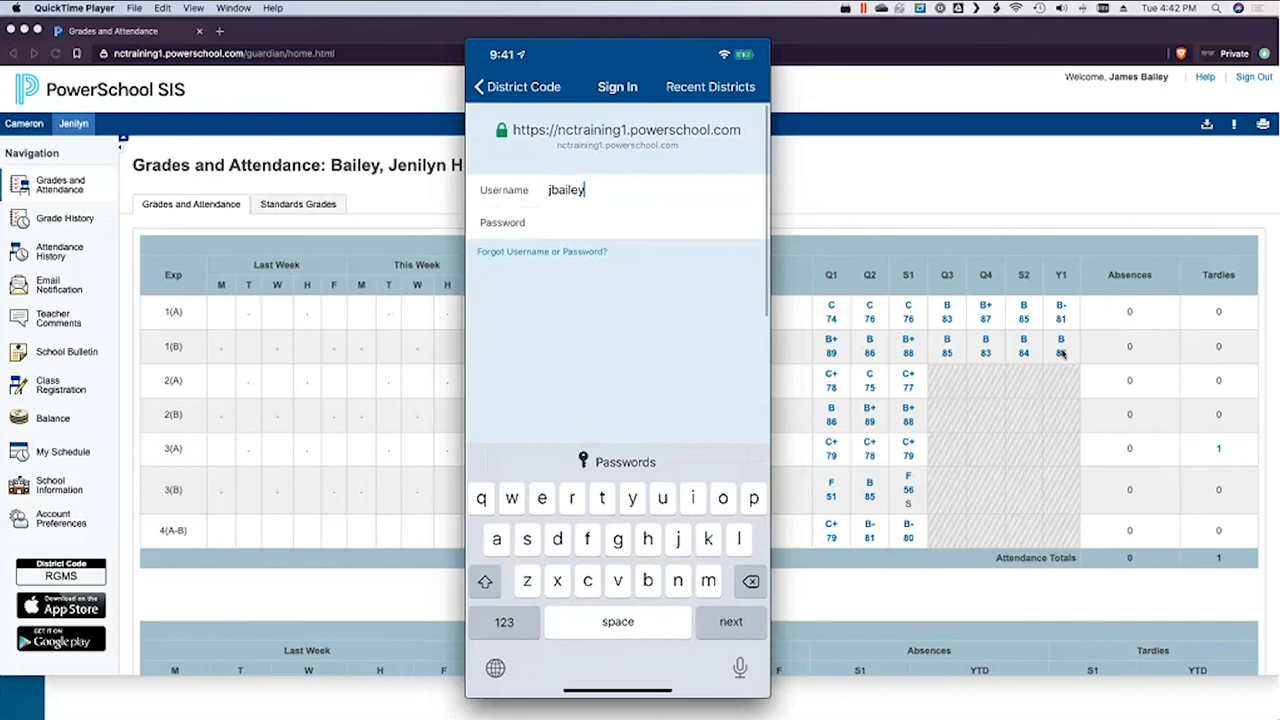 QuickTime Player File Edit View Window Help Tue 4:42 PM
Grades and Attendance
nctraining1.powerschool.com/guardian/home.html Private
PowerSchool SIS Welcome, James Bailey Help Sign Out
Cameron Jenilyn
Navigation
Grades and
Attendance
Grade History
Attendance
History
Email
Notification
Teacher
Comments
School Bulletin
Class
Registration
Balance
My Schedule
School
Information
Account
Preferences
District Code
RGMS
Download on the
App Store
GET IT ON
Google play
Grades and Attendance: Bailey, Jenilyn H
Grades and Attendance Standards Grades
Exp Last Week This Week Q1 Q2 S1 Q3 Q4 S2 Y1 Absences Tardies
M T W H F M T W H
1(A) C C C B B+ B B- 0 0
74 76 76 83 87 85 81
1(B) B+ B B+ B B B B 0 0
89 86 88 85 83 84
2(A) C+ C C+ 0 0
78 75 77
2(B) B B+ B+ 0 0
86 89 88
3(A) C+ C+ C+ 0 1
79 78 79
3(B) F B F 0 0
51 85 56
S
4(A-B) C+ B- B- 0 0
79 81 80
Attendance Totals 0 1
Last Week Absences Tardies
M T W H F F S1 YTD S1 YTD
9:41
District Code Sign In Recent Districts
https://nctraining1.powerschool.com
nctraining1.powerschool.com
Username jbailey
Password
Forgot Username or Password?
Passwords
q w e r t y u i o p
a s d f g h j k l
z x c v b n m
123 space next